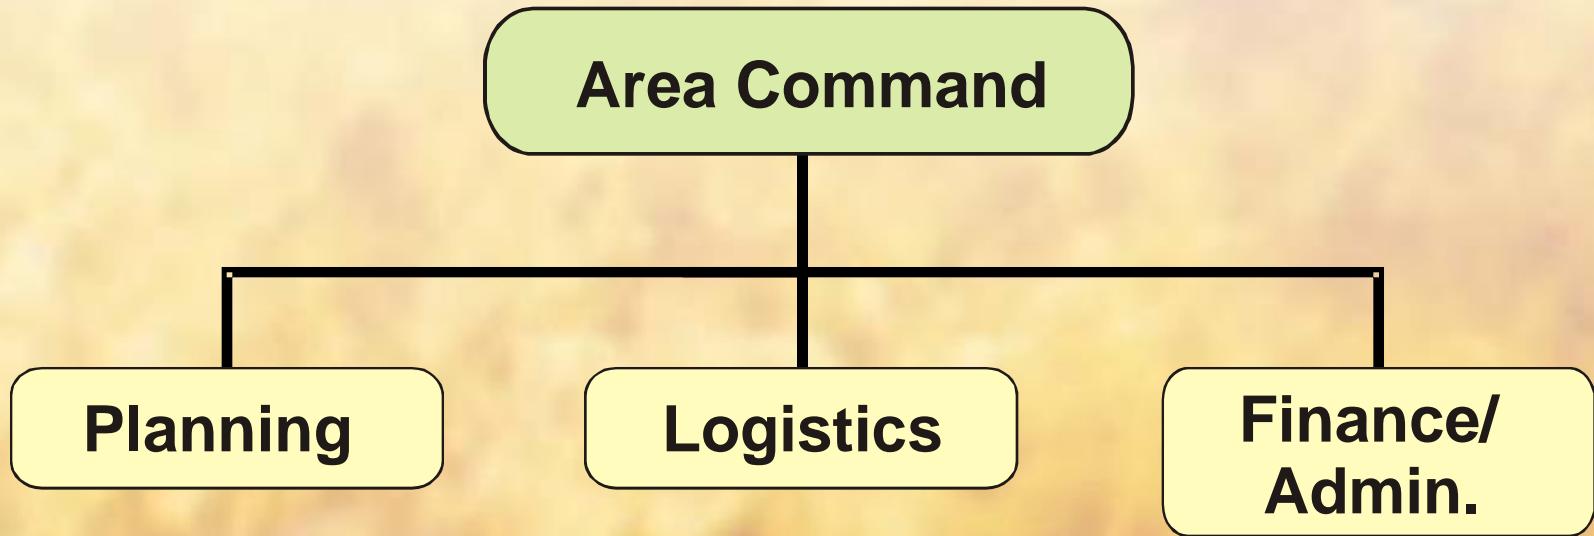 Area Command
Planning
Logistics
Finance/
Admin.